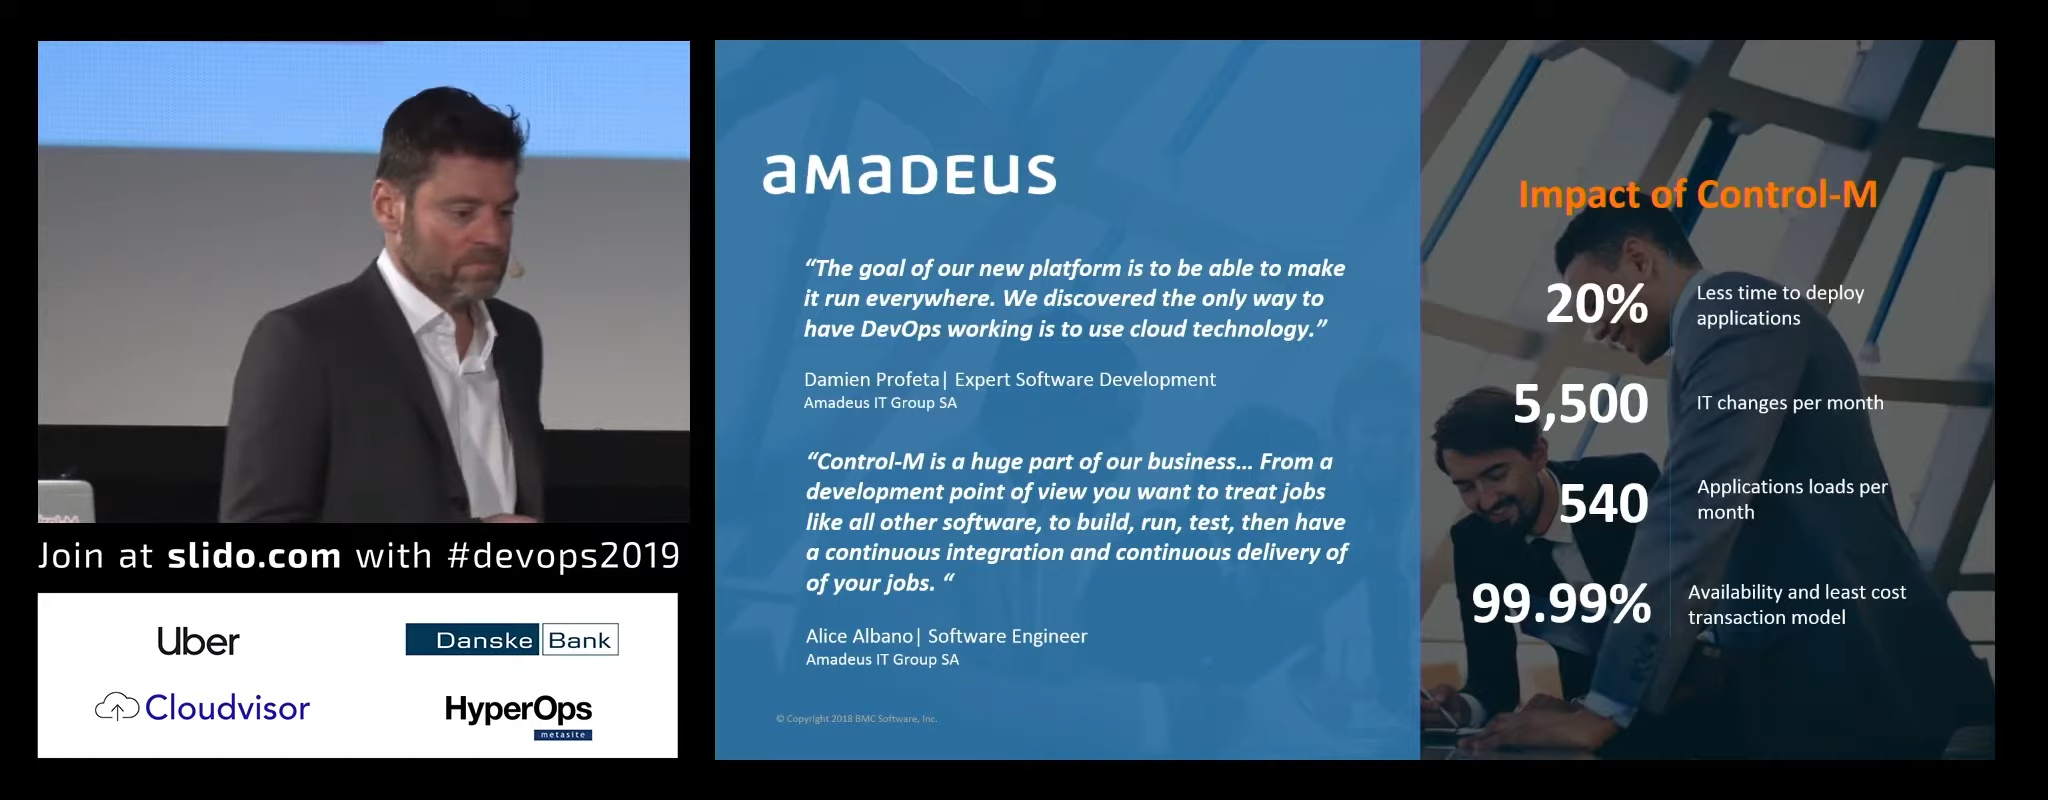 Join at slido.com with #devops2019
Uber
Danske Bank
Cloudvisor
HyperOps
metasite
amadeus
“The goal of our new platform is to be able to make
it run everywhere. We discovered the only way to
have DevOps working is to use cloud technology.”
Damien Profeta| Expert Software Development
Amadeus IT Group SA
“Control-M is a huge part of our business... From a
development point of view you want to treat jobs
like all other software, to build, run, test, then have
a continuous integration and continuous delivery of
of your jobs. “
Alice Albano| Software Engineer
Amadeus IT Group SA
© Copyright 2018 BMC Software, Inc.
Impact of Control-M
20%
Less time to deploy
applications
5,500
IT changes per month
540
Applications loads per
month
99.99%
Availability and least cost
transaction model